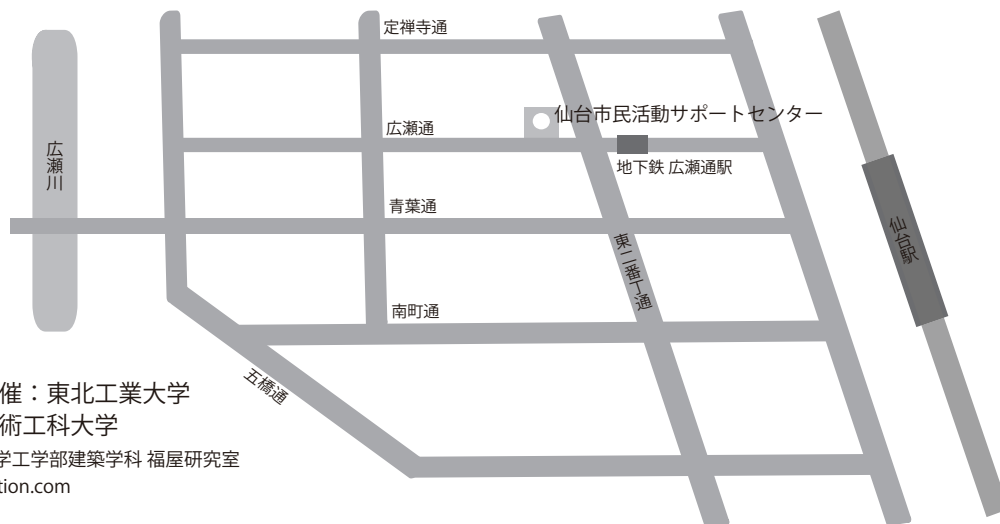 定禅寺通
仙台市民活動サポートセンター
広瀬通
広瀬川
地下鉄 広瀬通駅
青葉通
仙台駅
東二番丁通
南町通
五橋通
催：東北工業大学
術工科大学
学工学部建築学科 福屋研究室
tion.com